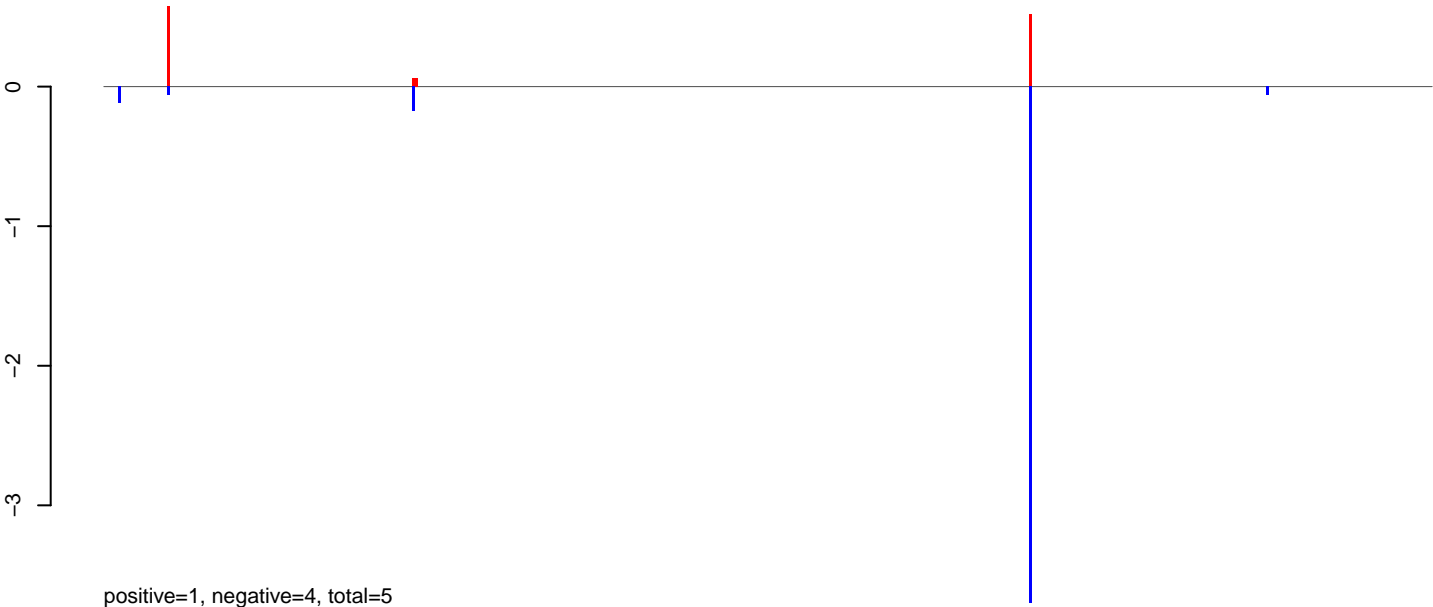 0
−1
−2
−3
positive=1, negative=4, total=5